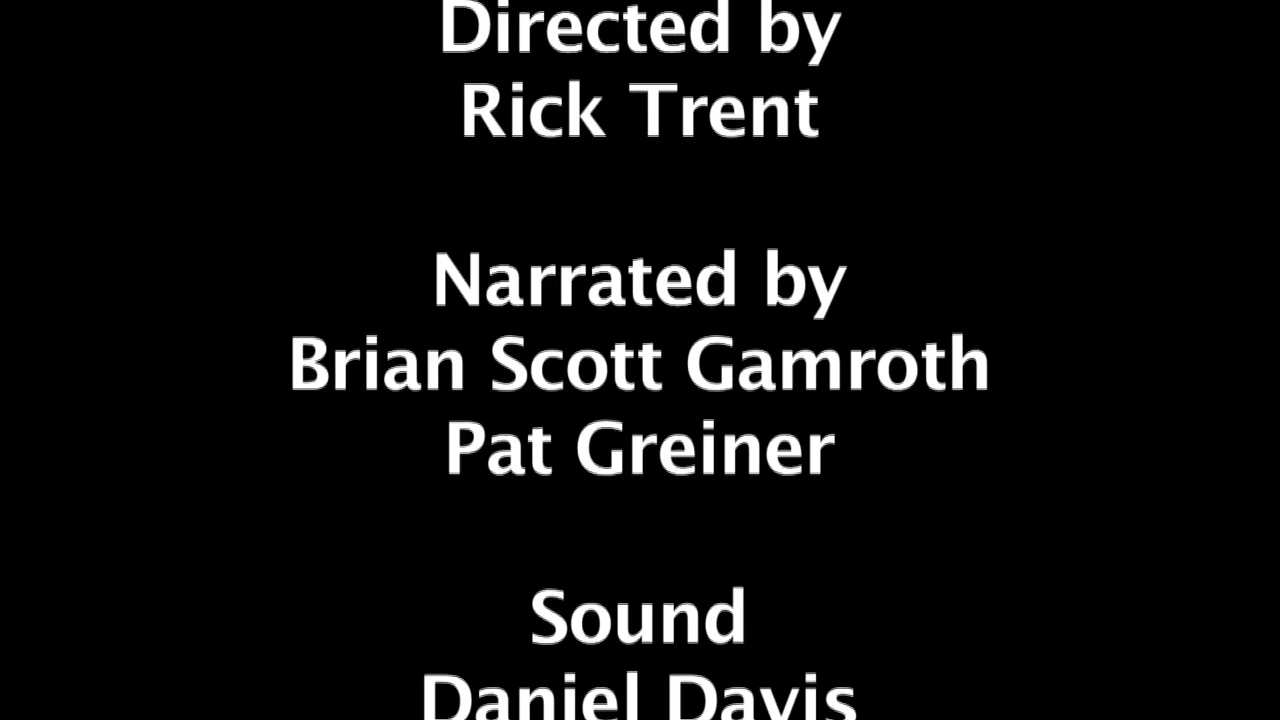 Directed by
Rick Trent
Narrated by
Brian Scott Gamroth
Pat Greiner
Sound
Daniel Davis